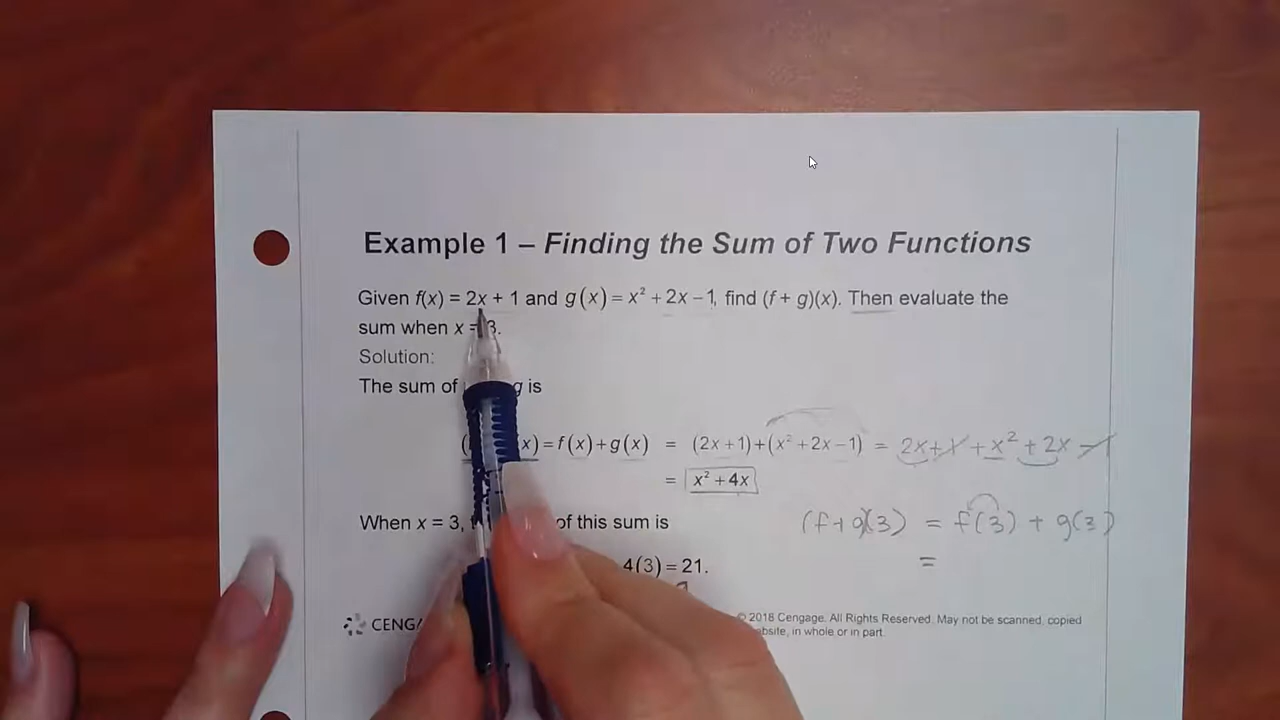 Example 1 – Finding the Sum of Two Functions
Given f(x) = 2x + 1 and g(x) = x² + 2x – 1, find (f + g)(x). Then evaluate the
sum when x = 3.
Solution:
The sum of g is
( x) = f(x) + g(x) = (2x + 1) + (x² + 2x – 1) = 2x + 1 + x² + 2x – 1
= x² + 4x
When x = 3, of this sum is
(f+g)(3) = f(3) + g(3)
4(3) = 21.
=
© 2018 Cengage. All Rights Reserved. May not be scanned, copied
in whole or in part.